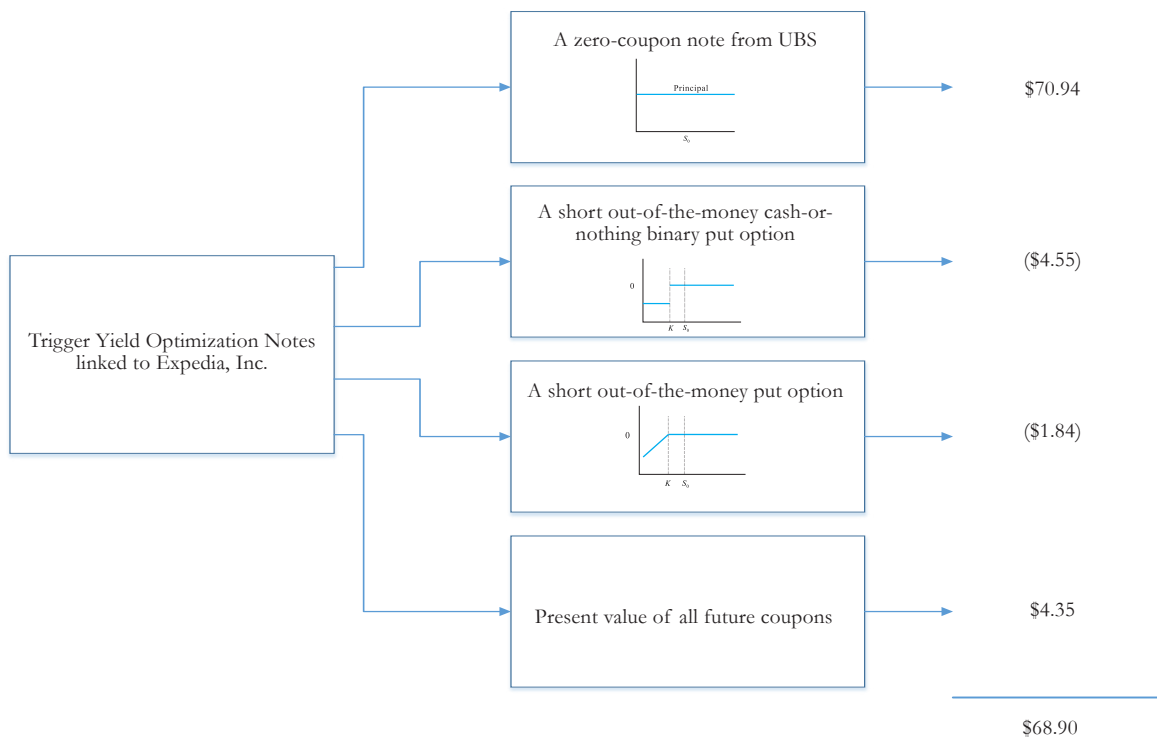 A zero-coupon note from UBS
Principal
S0
$70.94
A short out-of-the-money cash-or-
nothing binary put option
0
K
S0
($4.55)
Trigger Yield Optimization Notes
linked to Expedia, Inc.
A short out-of-the-money put option
0
K
S0
($1.84)
Present value of all future coupons
$4.35
$68.90